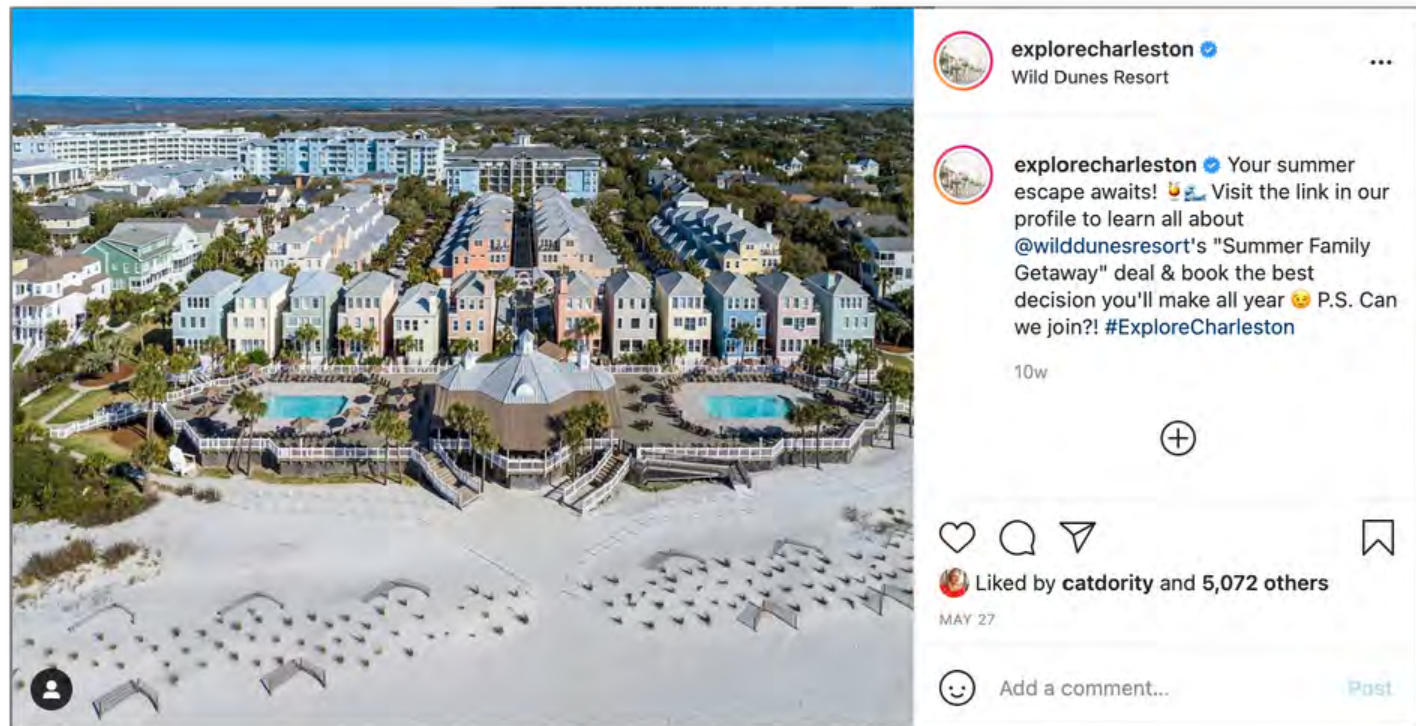 explorecharleston
Wild Dunes Resort
explorecharleston Your summer
escape awaits! 🍹🌊 Visit the link in our
profile to learn all about
@wilddunesresort's "Summer Family
Getaway" deal & book the best
decision you'll make all year 😉 P.S. Can
we join?! #ExploreCharleston
10w
Liked by catdority and 5,072 others
MAY 27
Add a comment...
Post